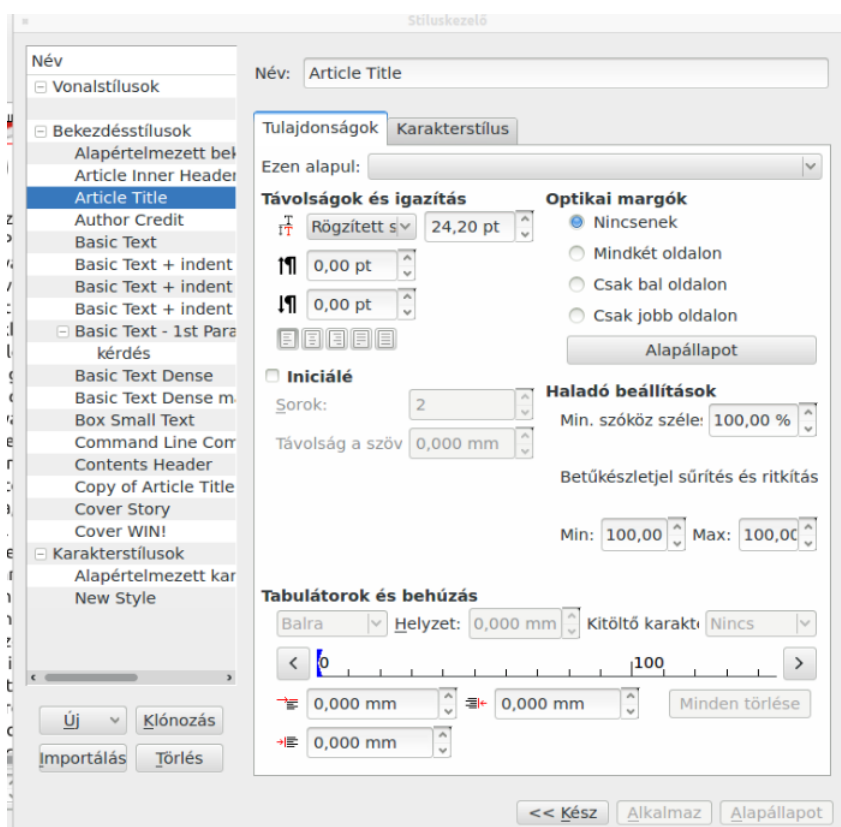 Stíluskezelő
Név
Vonalstílusok
Bekezdésstílusok
Alapértelmezett bek
Article Inner Header
Article Title
Author Credit
Basic Text
Basic Text + indent
Basic Text + indent
Basic Text + indent
Basic Text - 1st Para
kérdés
Basic Text Dense
Basic Text Dense m
Box Small Text
Command Line Com
Contents Header
Copy of Article Title
Cover Story
Cover WIN!
Karakterstílusok
Alapértelmezett kar
New Style
Új
Klónozás
Importálás
Törlés
Név: Article Title
Tulajdonságok Karakterstílus
Ezen alapul:
Távolságok és igazítás
Rögzített s 24,20 pt
0,00 pt
0,00 pt
Iniciálé
Sorok: 2
Távolság a szöv 0,000 mm
Optikai margók
Nincsenek
Mindkét oldalon
Csak bal oldalon
Csak jobb oldalon
Alapállapot
Haladó beállítások
Min. szóköz széle: 100,00 %
Betűkészletjel sűrítés és ritkítás
Min: 100,00 Max: 100,00
Tabulátorok és behúzás
Balra Helyzet: 0,000 mm Kitöltő karakt Nincs
< 0 100 >
0,000 mm 0,000 mm Minden törlése
0,000 mm
<< Kész Alkalmaz Alapállapot